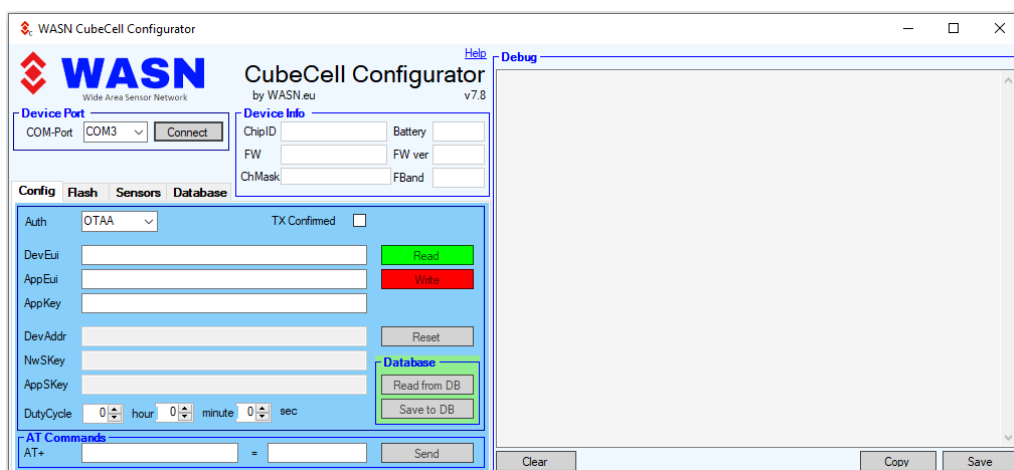 WASN CubeCell Configurator
WASN
Wide Area Sensor Network
Help
CubeCell Configurator
by WASN.eu v7.8
Device Port
COM-Port COM3 Connect
Device Info
ChipID Battery
FW FW ver
ChMask FBand
Config Flash Sensors Database
Auth OTAA TX Confirmed
DevEui Read
AppEui Write
AppKey
DevAddr Reset
NwSKey
Database
AppSKey Read from DB
Save to DB
DutyCycle 0 hour 0 minute 0 sec
AT Commands
AT+ = Send
Debug
Clear Copy Save